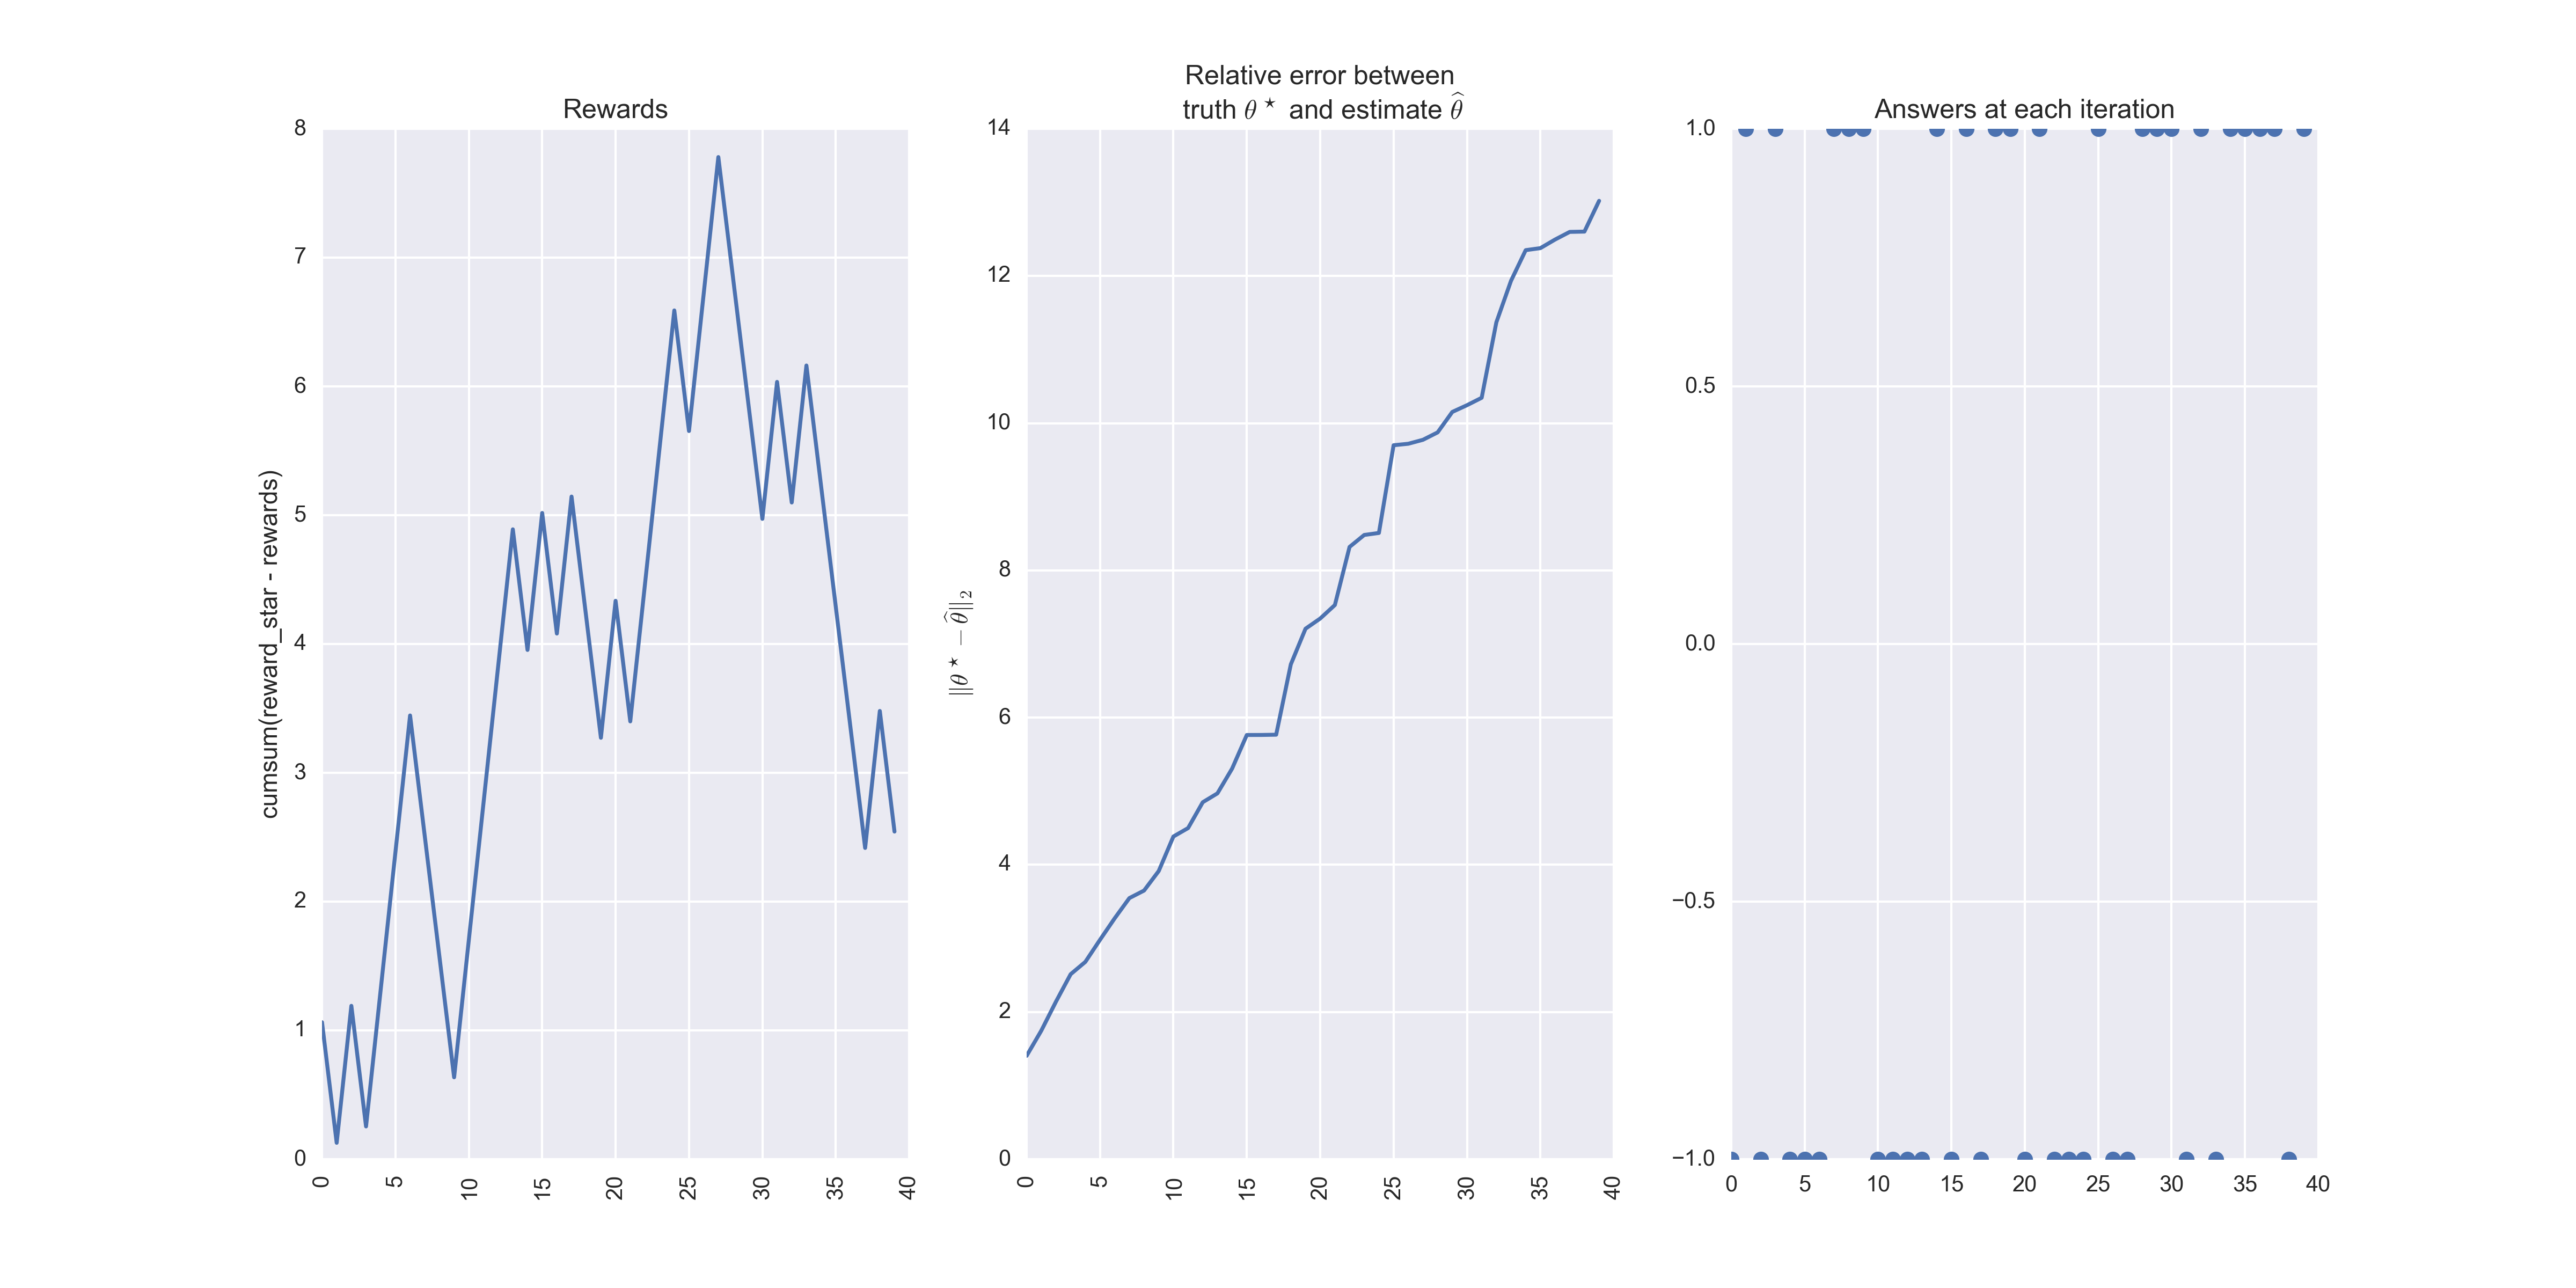 Rewards
cumsum(reward_star - rewards)
8
7
6
5
4
3
2
1
0
0 5 10 15 20 25 30 35 40
Relative error between
truth θ⋆ and estimate θ̂
||θ⋆ − θ̂||₂
14
12
10
8
6
4
2
0
0 5 10 15 20 25 30 35 40
Answers at each iteration
1.0
0.5
0.0
−0.5
−1.0
0 5 10 15 20 25 30 35 40